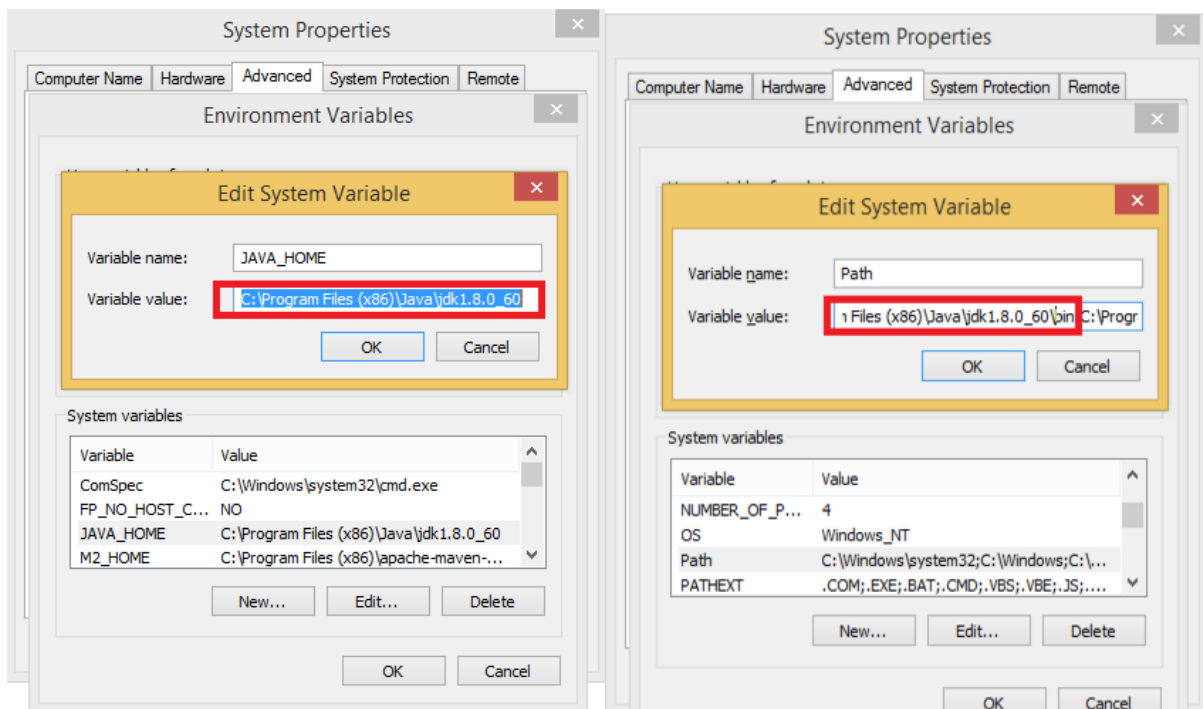 System Properties
Computer Name Hardware Advanced System Protection Remote
Environment Variables
Edit System Variable
Variable name: JAVA_HOME
Variable value: C:\Program Files (x86)\Java\jdk1.8.0_60
OK Cancel
System variables
Variable Value
ComSpec C:\Windows\system32\cmd.exe
FP_NO_HOST_C... NO
JAVA_HOME C:\Program Files (x86)\Java\jdk1.8.0_60
M2_HOME C:\Program Files (x86)\apache-maven-...
New... Edit... Delete
OK Cancel
System Properties
Computer Name Hardware Advanced System Protection Remote
Environment Variables
Edit System Variable
Variable name: Path
Variable value: Files (x86)\Java\jdk1.8.0_60\bin C:\Progr
OK Cancel
System variables
Variable Value
NUMBER_OF_P... 4
OS Windows_NT
Path C:\Windows\system32;C:\Windows;C:\...
PATHEXT .COM;.EXE;.BAT;.CMD;.VBS;.VBE;.JS;....
New... Edit... Delete
OK Cancel